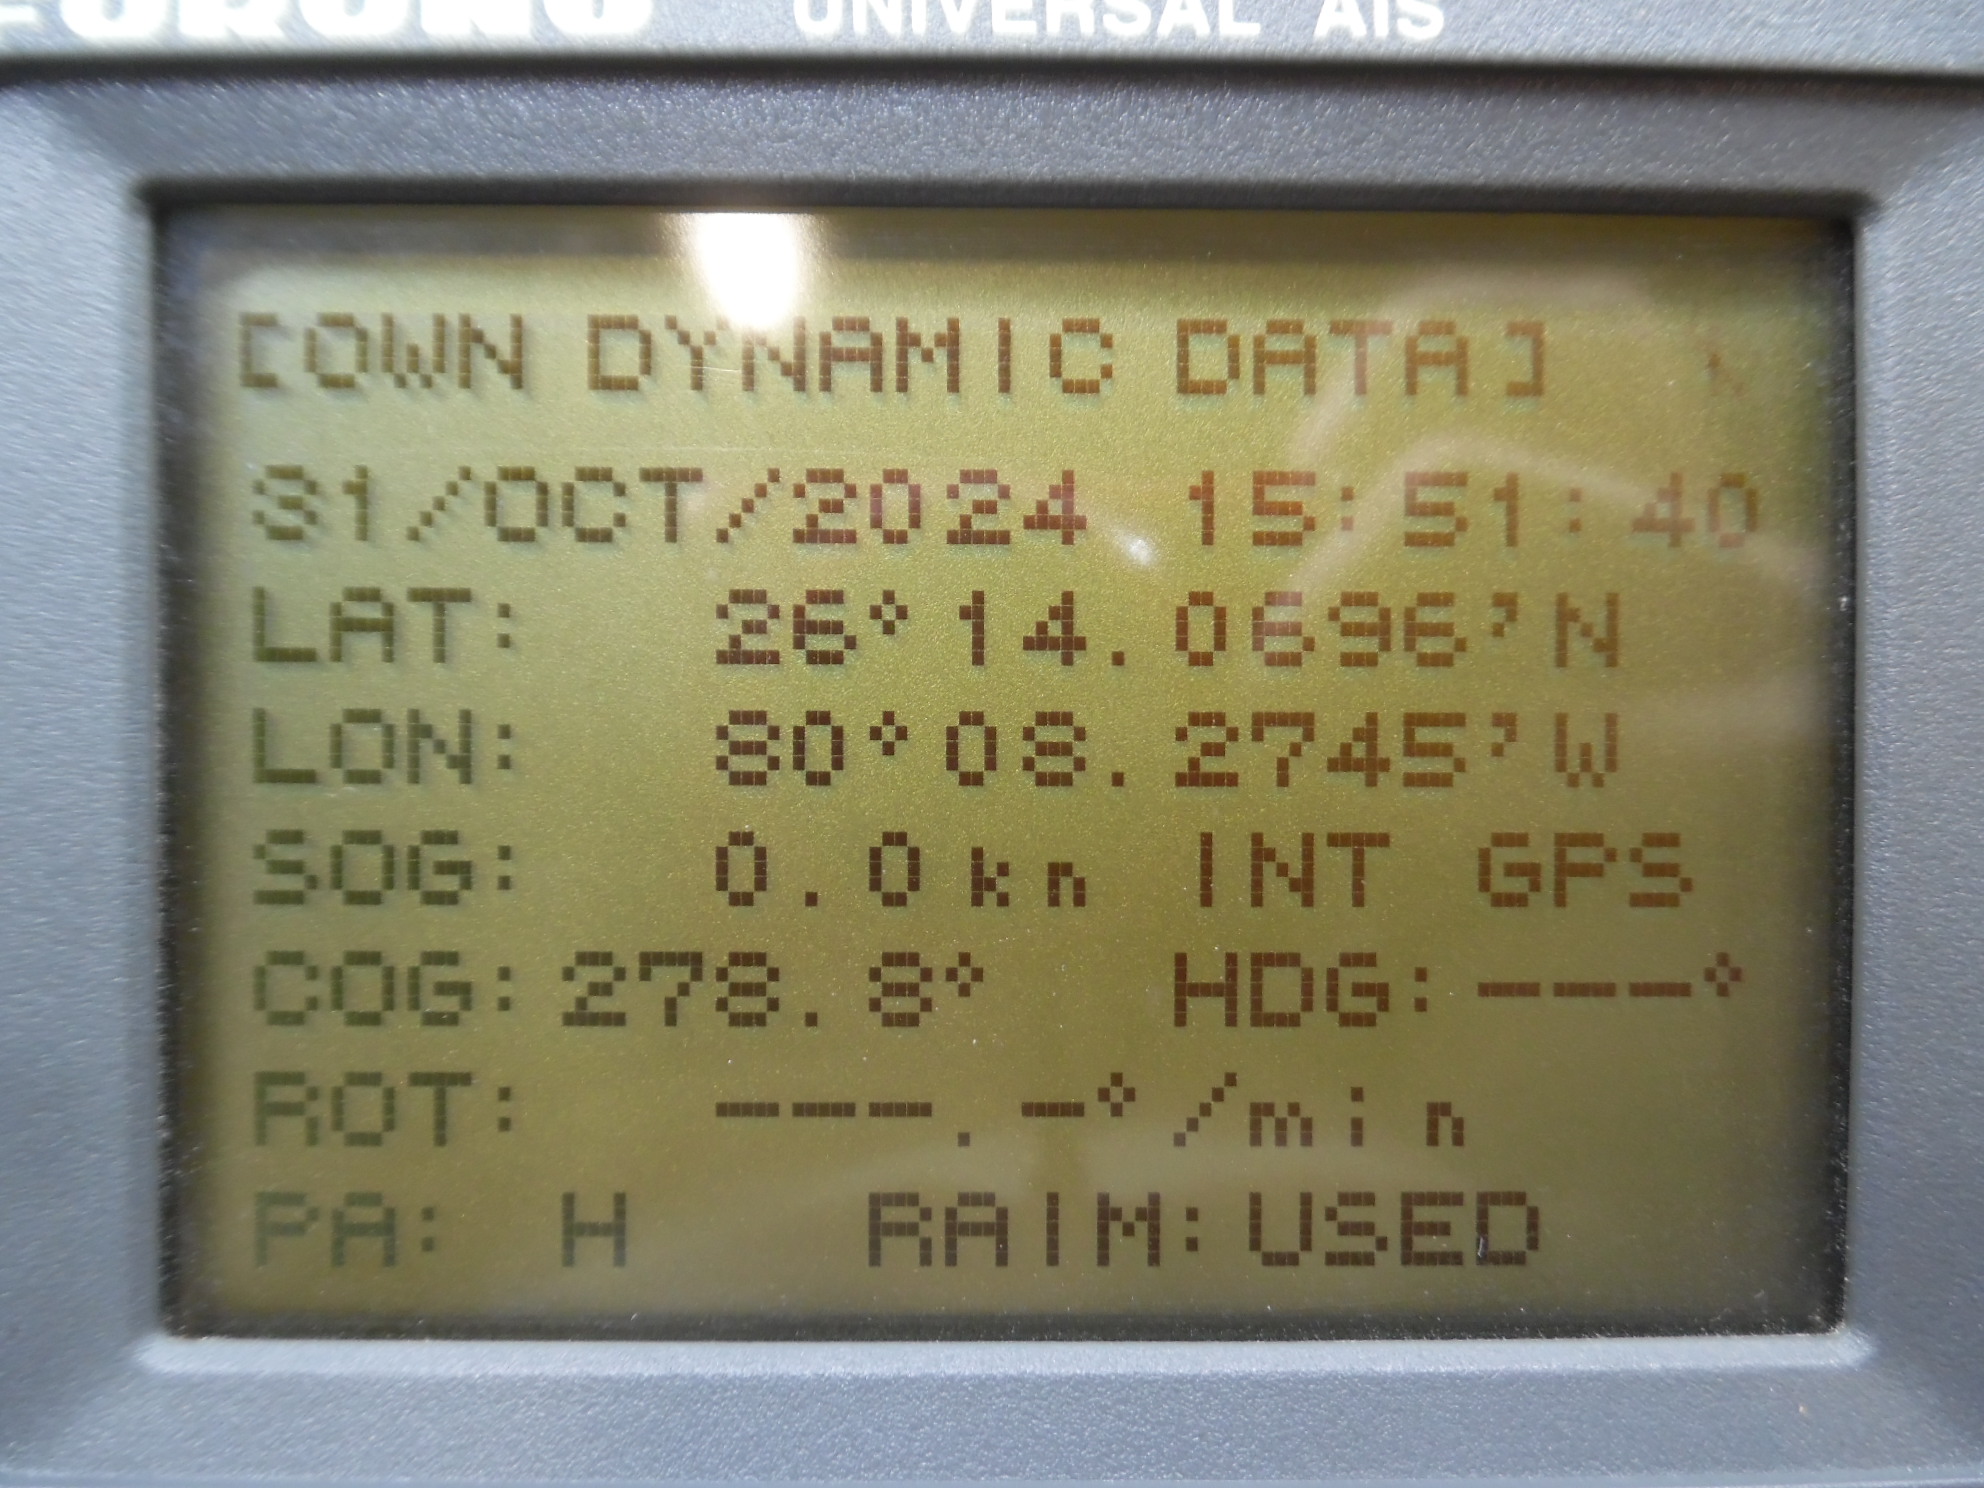 FURUNO UNIVERSAL AIS
[OWN DYNAMIC DATA]
31/OCT/2024 15:51:40
LAT: 26°14.0696'N
LON: 80°08.2745'W
SOG: 0.0kn INT GPS
COG:278.8° HDG:---°
ROT: ---.-°/min
PA: H RAIM:USED